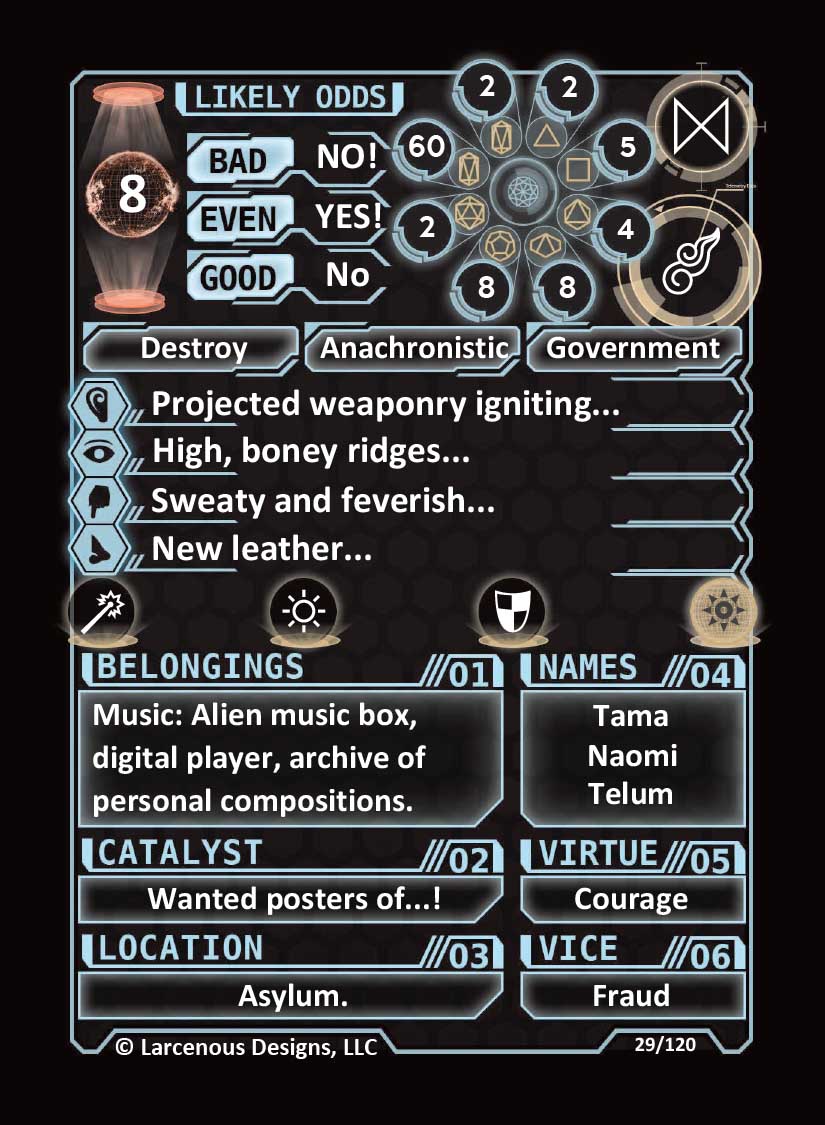 8
LIKELY ODDS
BAD NO!
EVEN YES!
GOOD No
2
2
60
5
2
4
8
8
Destroy
Anachronistic
Government
Projected weaponry igniting...
High, boney ridges...
Sweaty and feverish...
New leather...
BELONGINGS ///01
Music: Alien music box,
digital player, archive of
personal compositions.
NAMES ///04
Tama
Naomi
Telum
CATALYST ///02
Wanted posters of...!
VIRTUE ///05
Courage
LOCATION ///03
Asylum.
VICE ///06
Fraud
© Larcenous Designs, LLC
29/120